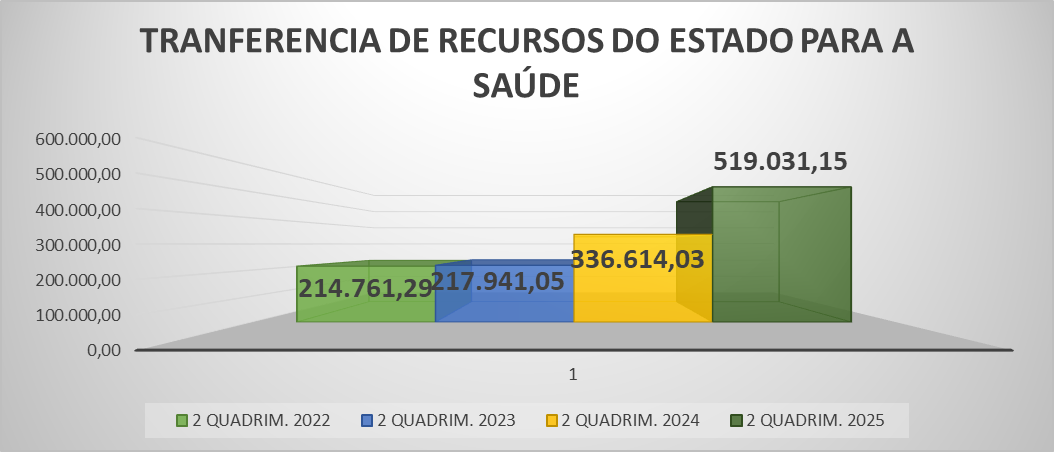 TRANFERENCIA DE RECURSOS DO ESTADO PARA A
SAÚDE
600.000,00
500.000,00
400.000,00
300.000,00
200.000,00
100.000,00
0,00
214.761,29
217.941,05
336.614,03
519.031,15
1
2 QUADRIM. 2022
2 QUADRIM. 2023
2 QUADRIM. 2024
2 QUADRIM. 2025